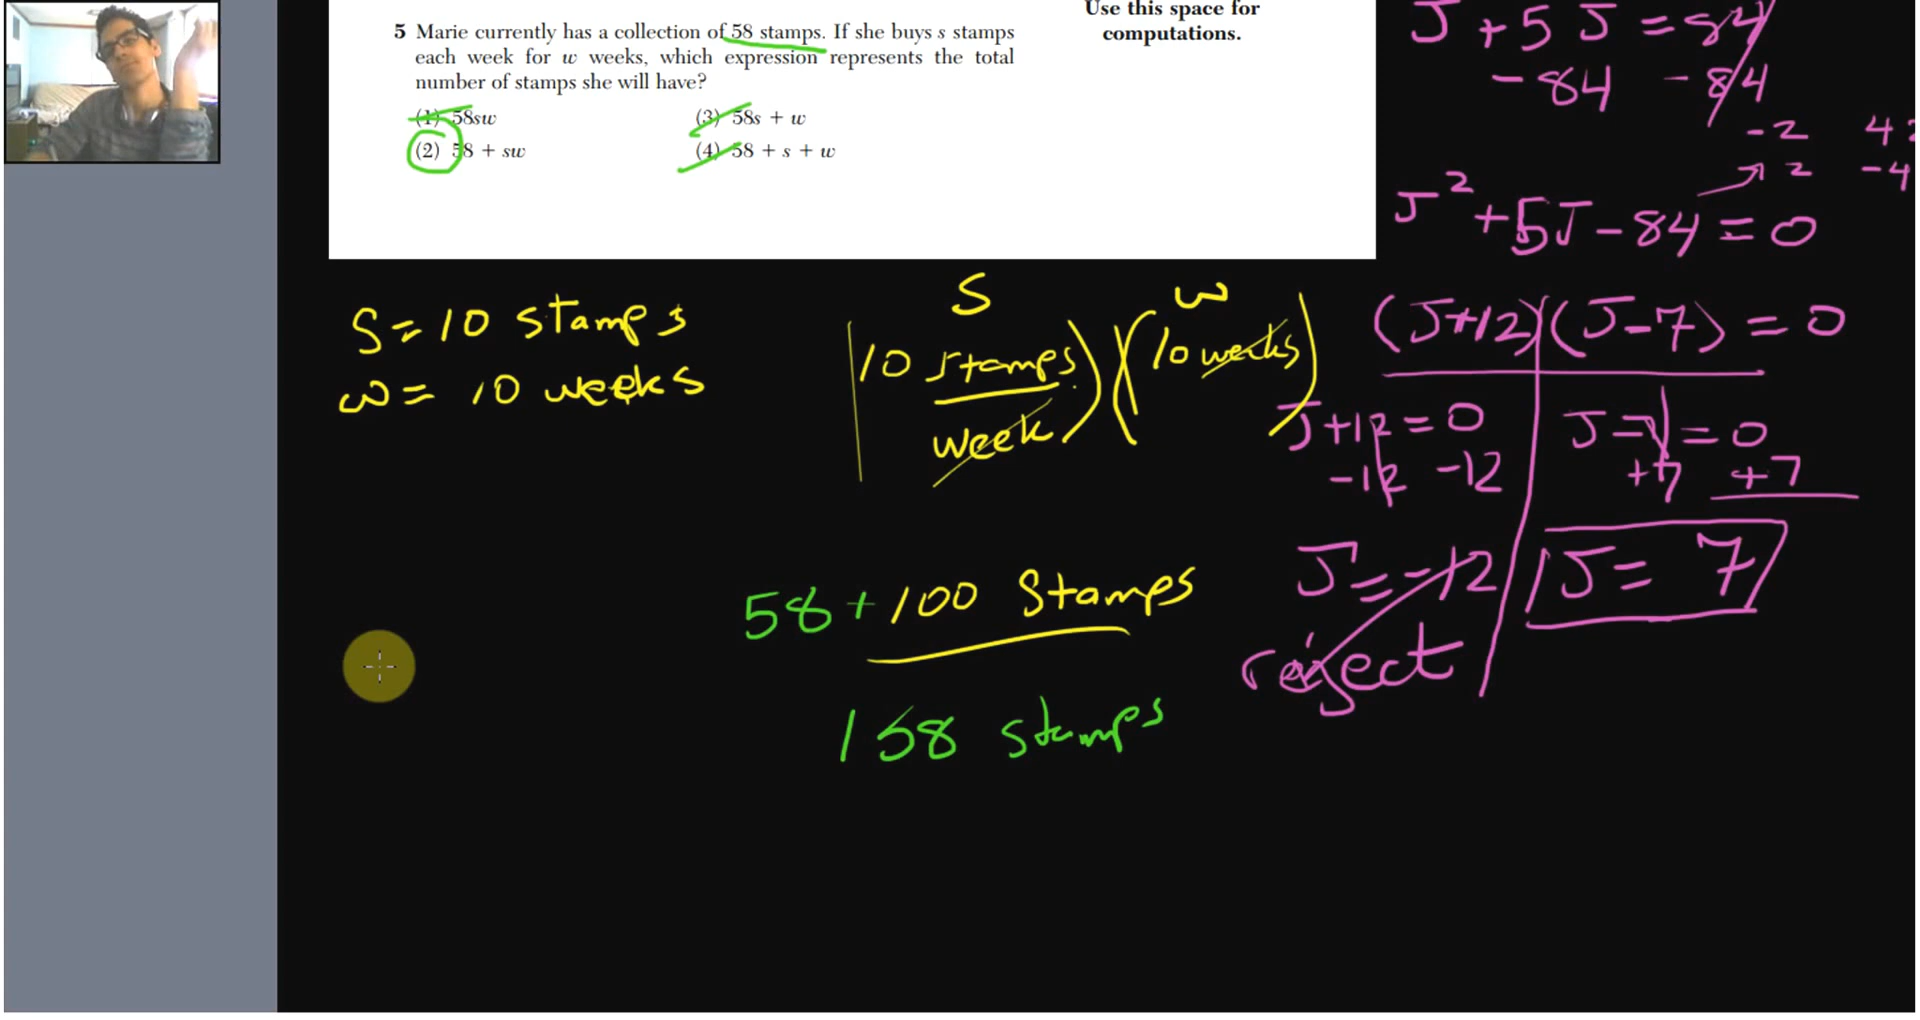 5 Marie currently has a collection of 58 stamps. If she buys s stamps
each week for w weeks, which expression represents the total
number of stamps she will have?
(1) 58sw
(3) 58s + w
(2) 58 + sw
(4) 58 + s + w
Use this space for
computations.
S = 10 stamps
w = 10 weeks
S w
(10 stamps/week)(10 weeks)
58 + 100 Stamps
158 stamps
J + 5J = 84
-84 -84
-2 4
2 -4
J² + 5J - 84 = 0
(J+12)(J-7) = 0
J+12 = 0 J-7 = 0
-12 -12 +7 +7
J = -12 J = 7
reject